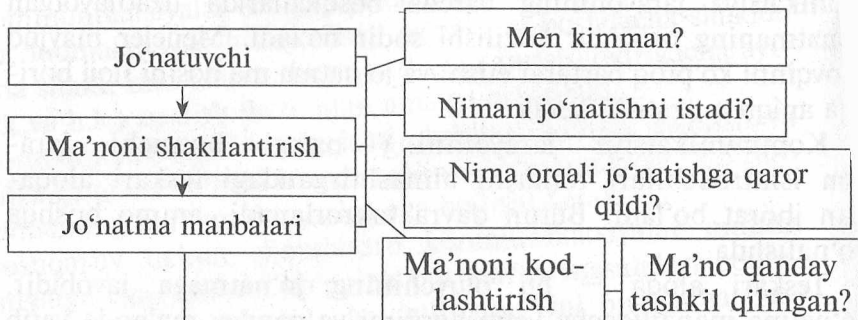 Jo‘natuvchi
Men kimman?
Nimani jo‘natishni istadi?
Ma’noni shakllantirish
Nima orqali jo‘natishga qaror
qildi?
Jo‘natma manbalari
Ma’noni kod-
lashtirish
Ma’no qanday
tashkil qilingan?